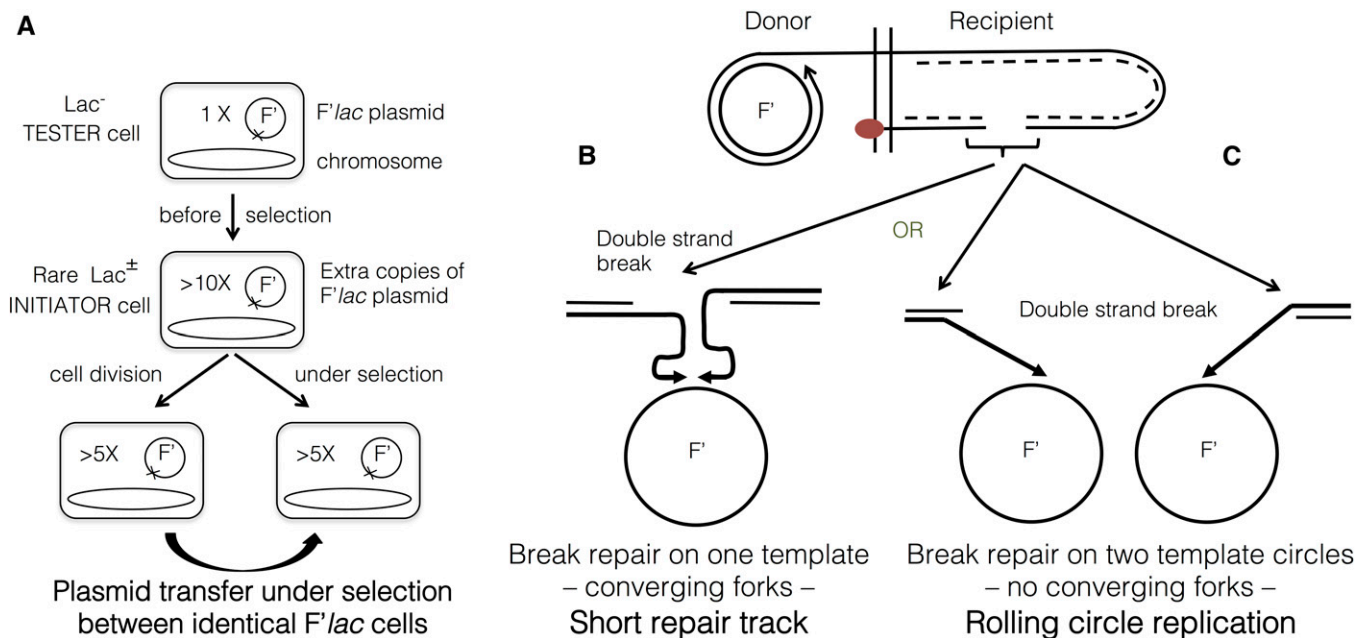 A
Lac⁻
TESTER cell
1 X
F'
F'lac plasmid
chromosome
before
selection
Rare Lac±
INITIATOR cell
>10X
F'
Extra copies of
F'lac plasmid
cell division
under selection
>5X
F'
>5X
F'
Plasmid transfer under selection
between identical F'lac cells
Donor
Recipient
F'
B
C
OR
Double strand
break
F'
Break repair on one template
– converging forks –
Short repair track
Double strand break
F'
F'
Break repair on two template circles
– no converging forks –
Rolling circle replication